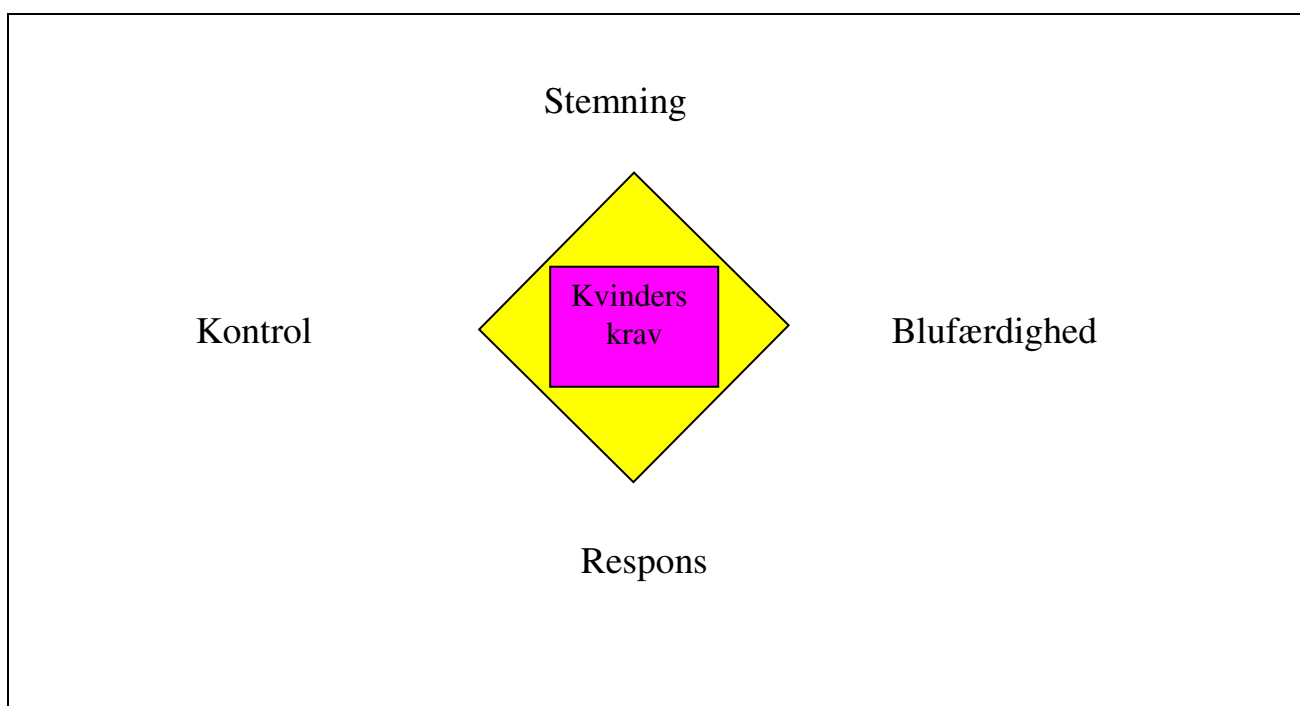 Stemning
Kvinders
krav
Kontrol
Blufærdighed
Respons